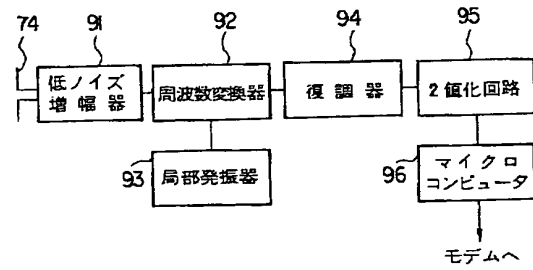 74
91
92
94
95
低ノイズ
増幅器
周波数変換器
復調器
2値化回路
93
局部発振器
96
マイクロ
コンピュータ
モデムへ